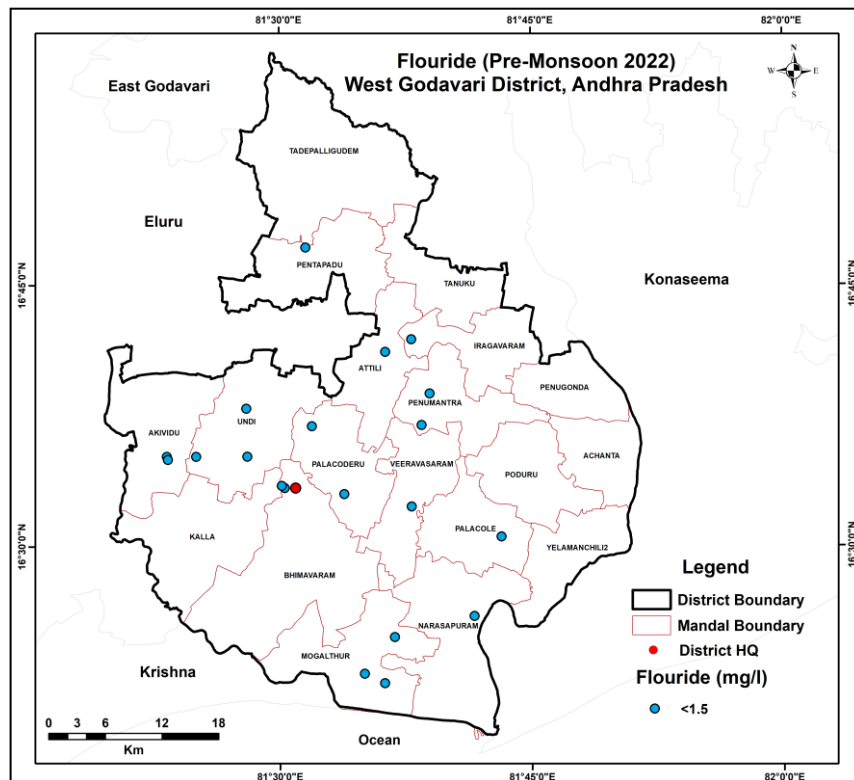 81°30'0"E
81°45'0"E
82°0'0"E
Flouride (Pre-Monsoon 2022)
West Godavari District, Andhra Pradesh
N
W
E
S
East Godavari
TADEPALLIGUDEM
Eluru
PENTAPADU
Konaseema
TANUKU
16°45'0"N
16°45'0"N
IRAGAVARAM
ATTILI
PENUGONDA
PENUMANTRA
UNDI
AKIVIDU
ACHANTA
PALACODERU
VEERAVASARAM
PODURU
PALACOLE
KALLA
YELAMANCHILI2
16°30'0"N
16°30'0"N
BHIMAVARAM
NARASAPURAM
MOGALTHUR
Krishna
Ocean
Legend
District Boundary
Mandal Boundary
District HQ
Flouride (mg/l)
<1.5
0 3 6 12 18
Km
81°30'0"E
81°45'0"E
82°0'0"E